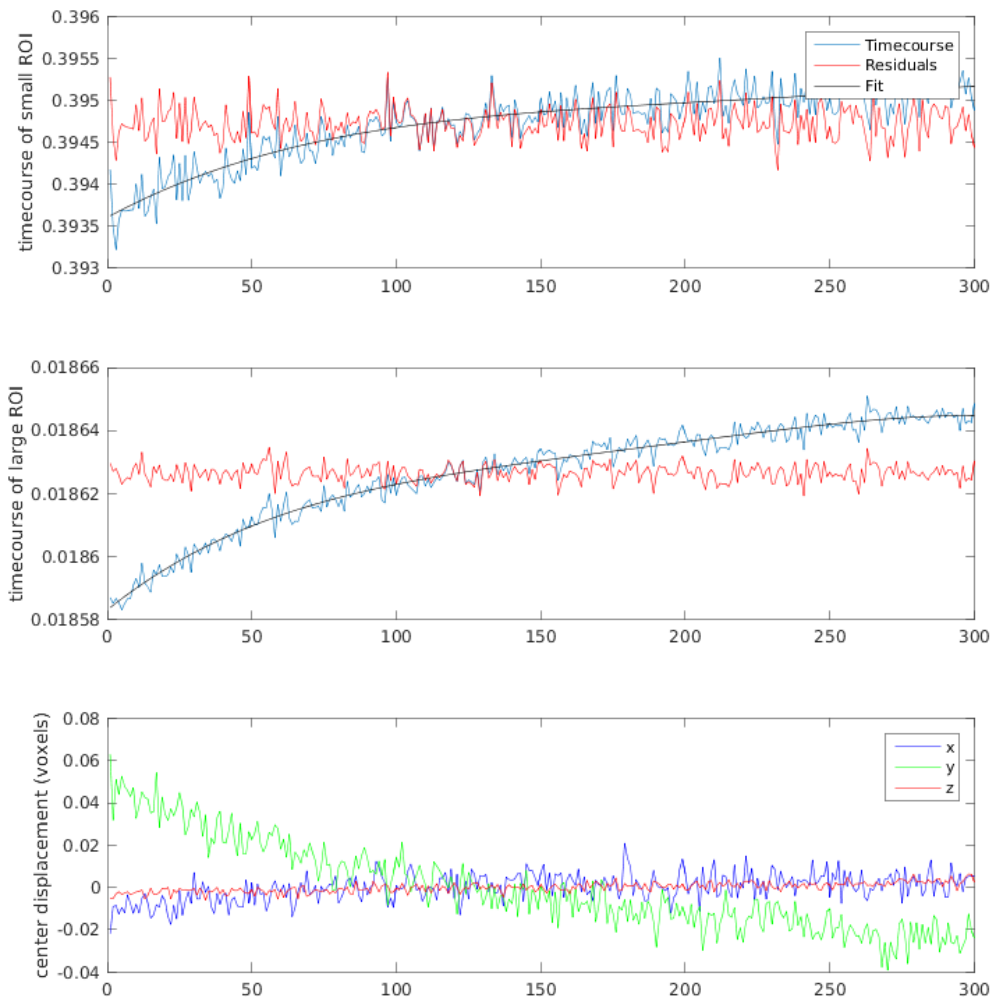 timecourse of small ROI
0.396
0.3955
0.395
0.3945
0.394
0.3935
0.393
Timecourse
Residuals
Fit
0 50 100 150 200 250 300
timecourse of large ROI
0.01866
0.01864
0.01862
0.0186
0.01858
0 50 100 150 200 250 300
center displacement (voxels)
0.08
0.06
0.04
0.02
0
-0.02
-0.04
x
y
z
0 50 100 150 200 250 300